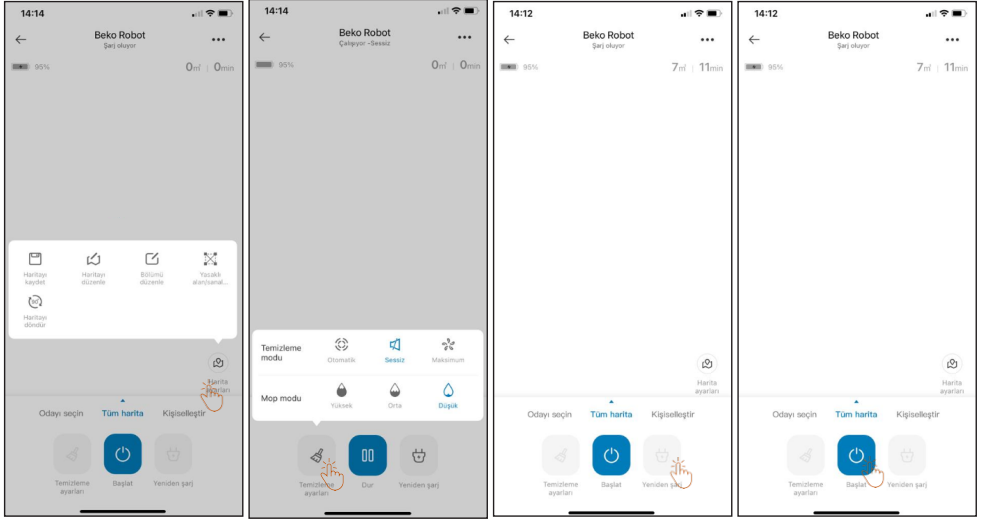 14:14
Beko Robot
Şarj oluyor
95%
0㎡ | 0min
Haritayı kaydet
Haritayı düzenle
Bölümü düzenle
Yasaklı alan/sanal...
90°
Haritayı döndür
Harita ayarları
Odayı seçin Tüm harita Kişiselleştir
Temizleme ayarları
Başlat
Yeniden şarj
14:14
Beko Robot
Çalışıyor -Sessiz
95%
0㎡ | 0min
Temizleme modu
Otomatik
Sessiz
Maksimum
Mop modu
Yüksek
Orta
Düşük
Temizleme ayarları
Dur
Yeniden şarj
14:12
Beko Robot
Şarj oluyor
95%
7㎡ | 11min
Harita ayarları
Odayı seçin Tüm harita Kişiselleştir
Temizleme ayarları
Başlat
Yeniden şarj
14:12
Beko Robot
Şarj oluyor
95%
7㎡ | 11min
Harita ayarları
Odayı seçin Tüm harita Kişiselleştir
Temizleme ayarları
Başlat
Yeniden şarj